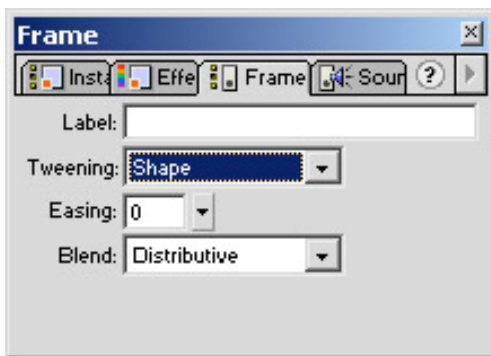 Frame
Insta Effe Frame Sour ?
Label:
Tweening: Shape
Easing: 0
Blend: Distributive